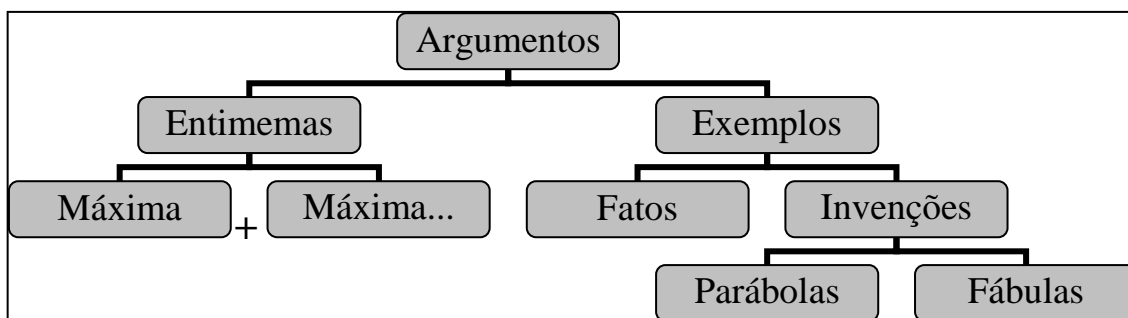 Argumentos
Entimemas
Exemplos
Máxima
+
Máxima...
Fatos
Invenções
Parábolas
Fábulas